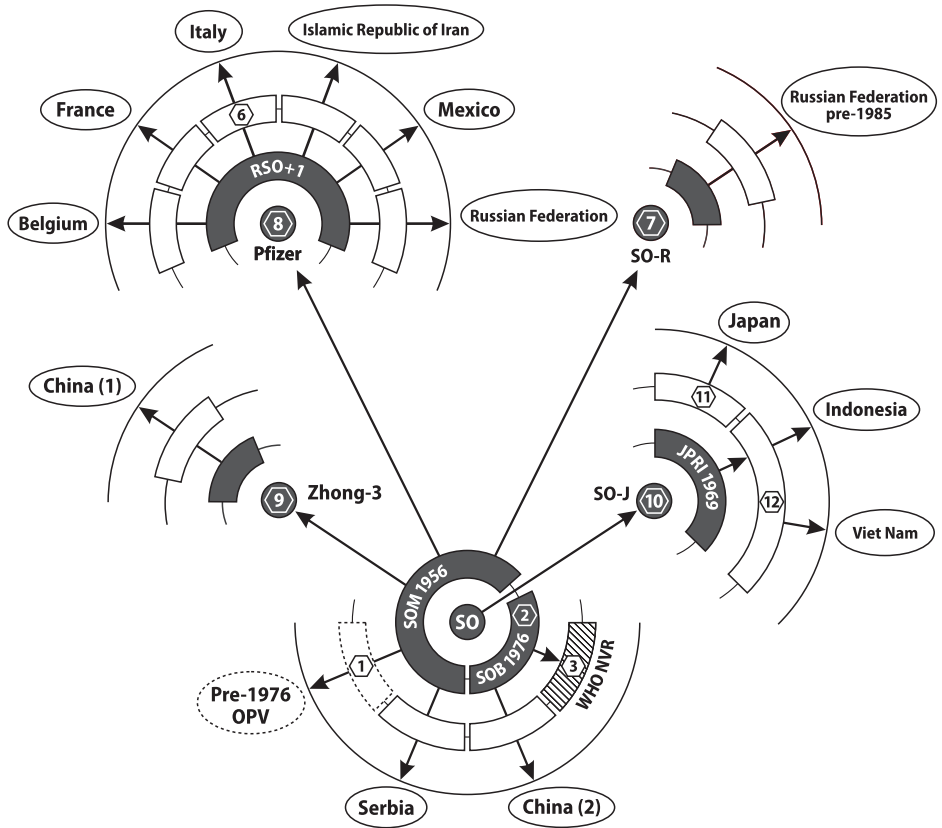 Italy
Islamic Republic of Iran
France
6
Mexico
Russian Federation
pre-1985
RSO+1
Belgium
8
Russian Federation
7
Pfizer
SO-R
Japan
China (1)
11
Indonesia
JPRI 1969
9
Zhong-3
SO-J
10
12
Viet Nam
SOM 1956
SO
2
SOB 1976
1
3
WHO NVR
Pre-1976
OPV
Serbia
China (2)